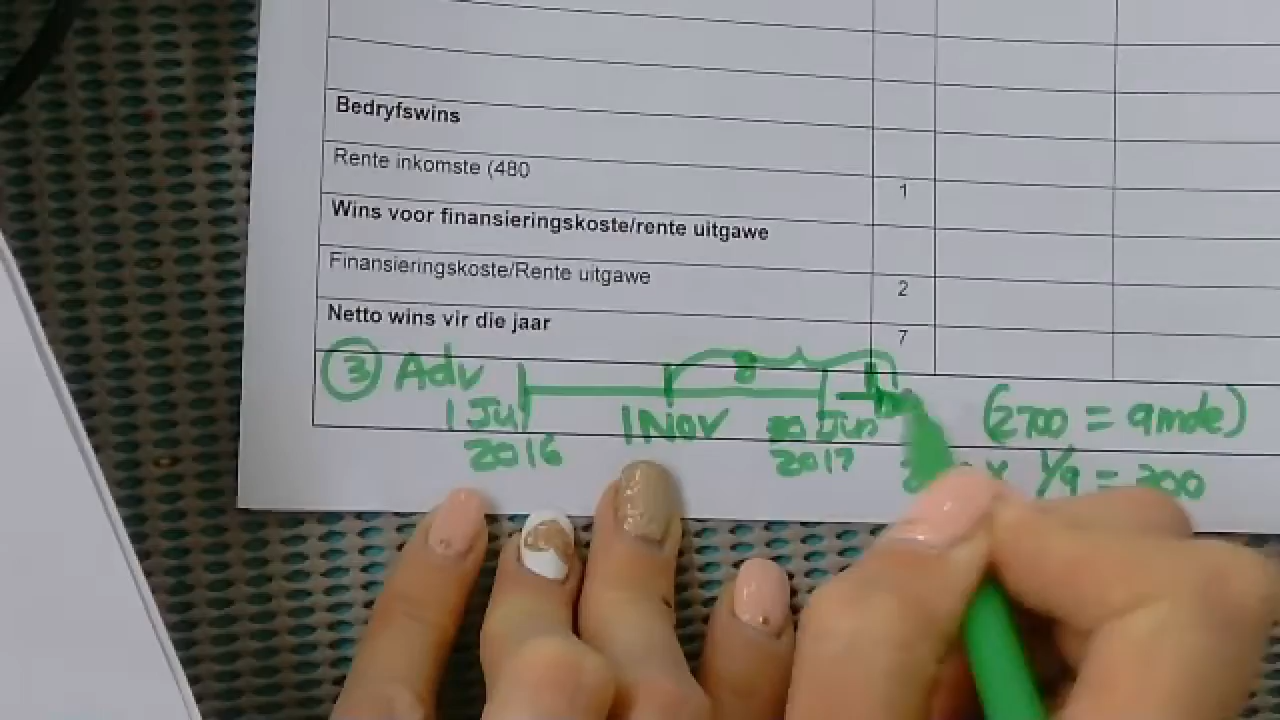 Bedryfswins
Rente inkomste (480
1
Wins voor finansieringskoste/rente uitgawe
Finansieringskoste/Rente uitgawe
2
Netto wins vir die jaar
7
③ Adv 8 (2700 = 9mde)
1 Jul 1 Nov 30 Jun
2016 2017 x 1/9 = 300